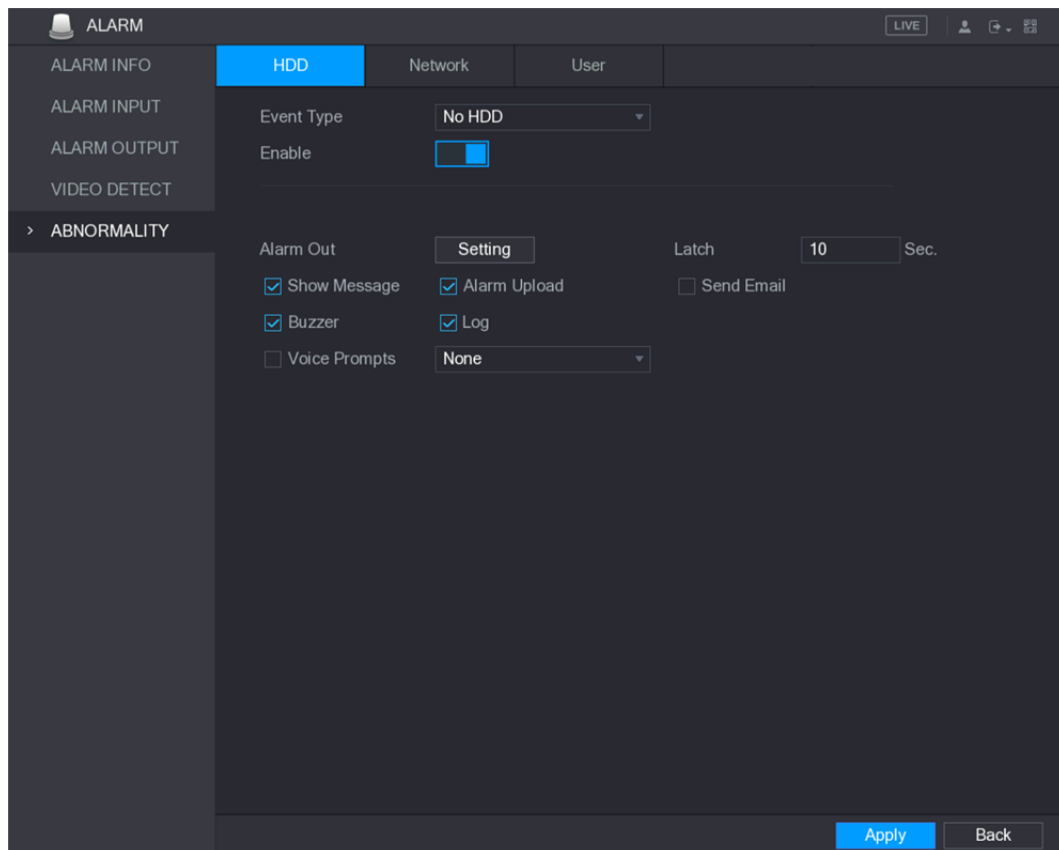 ALARM
LIVE
ALARM INFO
ALARM INPUT
ALARM OUTPUT
VIDEO DETECT
> ABNORMALITY
HDD Network User
Event Type No HDD
Enable
Alarm Out Setting Latch 10 Sec.
Show Message Alarm Upload Send Email
Buzzer Log
Voice Prompts None
Apply Back